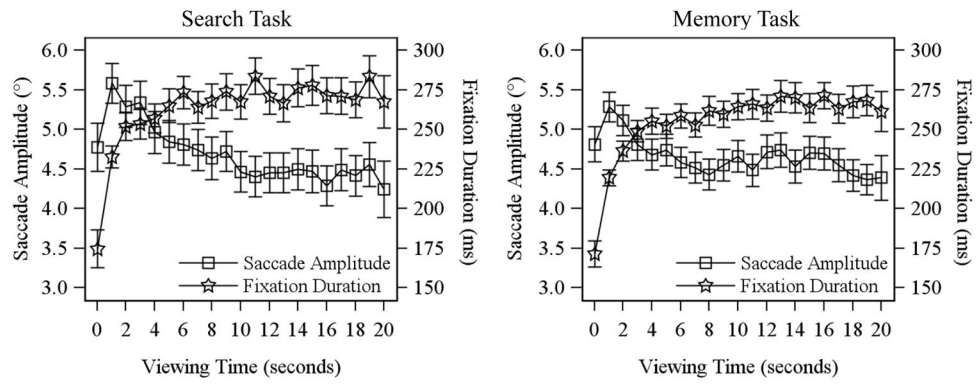 Search Task
Saccade Amplitude (°)
6.0
5.5
5.0
4.5
4.0
3.5
3.0
300
275
250
225
200
175
150
Fixation Duration (ms)
Saccade Amplitude
Fixation Duration
0 2 4 6 8 10 12 14 16 18 20
Viewing Time (seconds)
Memory Task
Saccade Amplitude (°)
6.0
5.5
5.0
4.5
4.0
3.5
3.0
300
275
250
225
200
175
150
Fixation Duration (ms)
Saccade Amplitude
Fixation Duration
0 2 4 6 8 10 12 14 16 18 20
Viewing Time (seconds)